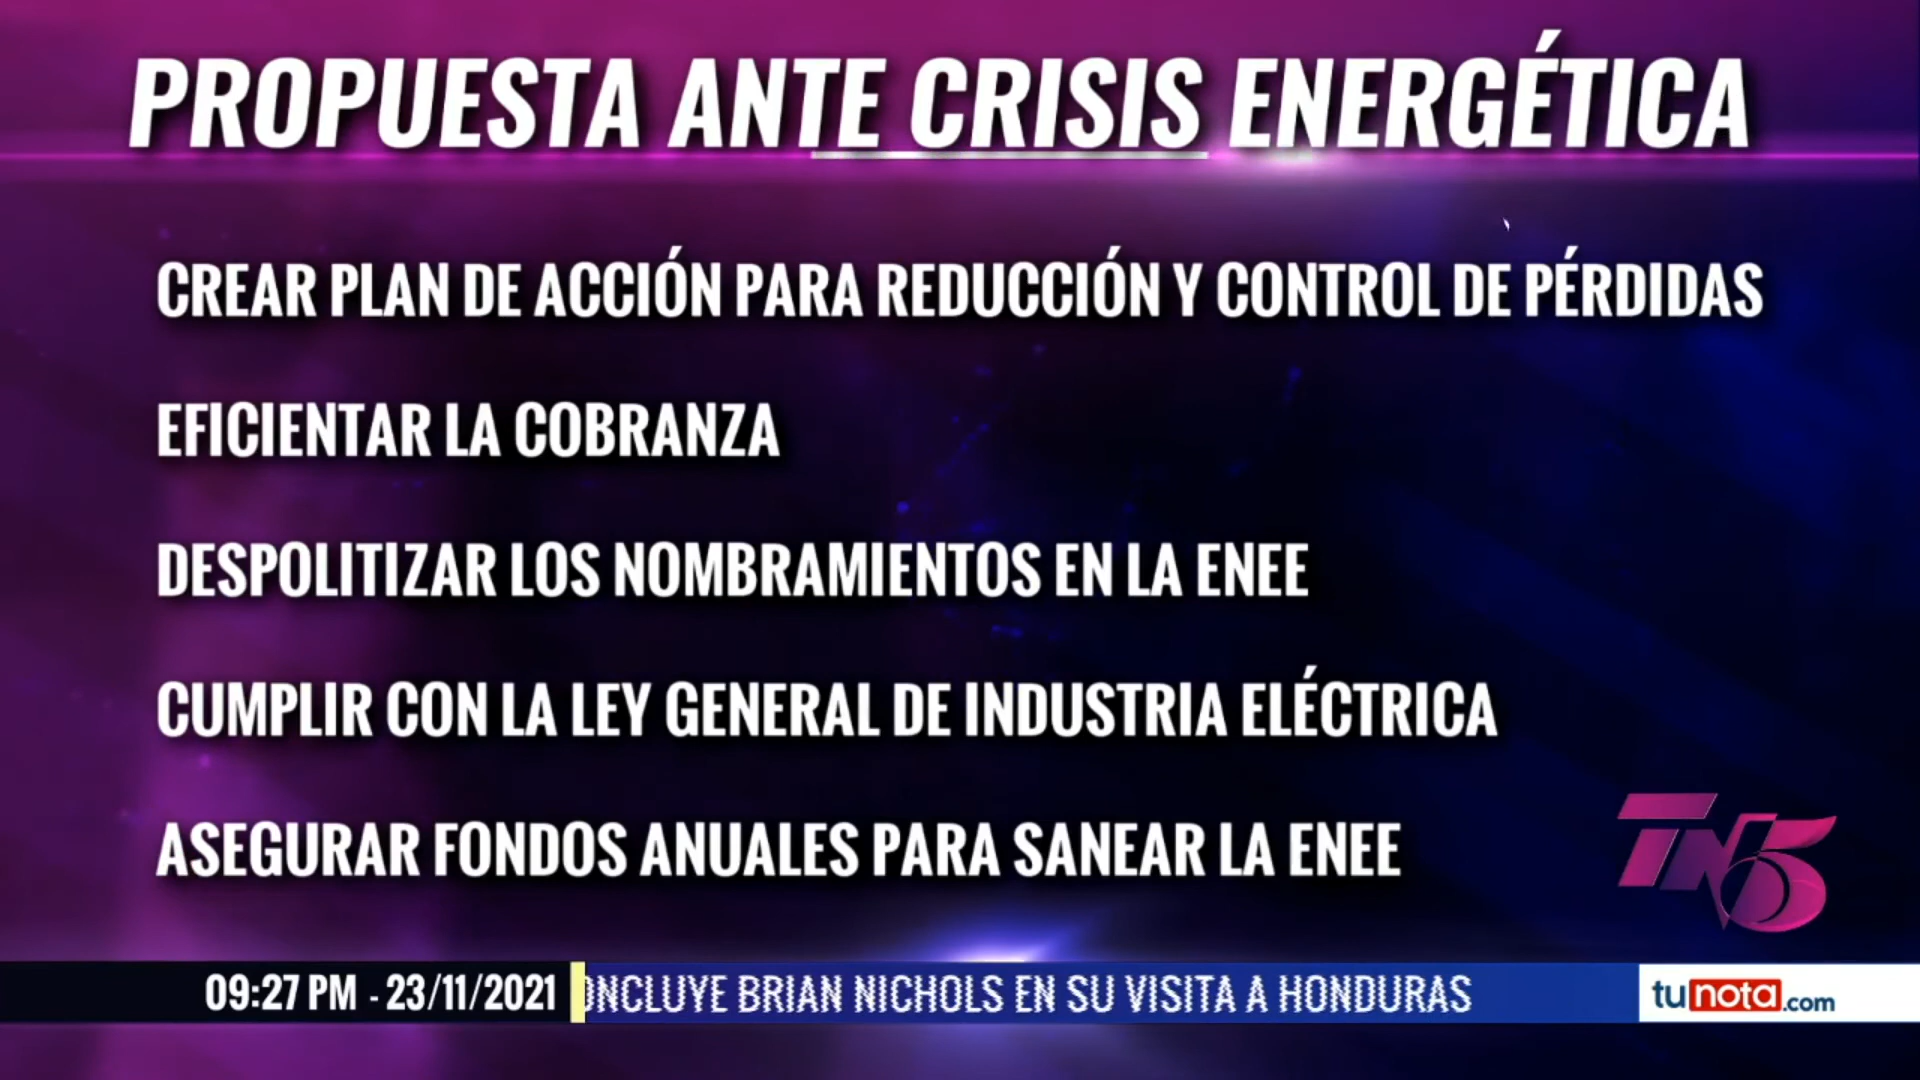 PROPUESTA ANTE CRISIS ENERGÉTICA
CREAR PLAN DE ACCIÓN PARA REDUCCIÓN Y CONTROL DE PÉRDIDAS
EFICIENTAR LA COBRANZA
DESPOLITIZAR LOS NOMBRAMIENTOS EN LA ENEE
CUMPLIR CON LA LEY GENERAL DE INDUSTRIA ELÉCTRICA
ASEGURAR FONDOS ANUALES PARA SANEAR LA ENEE
TN5
09:27 PM - 23/11/2021 ONCLUYE BRIAN NICHOLS EN SU VISITA A HONDURAS tunota.com